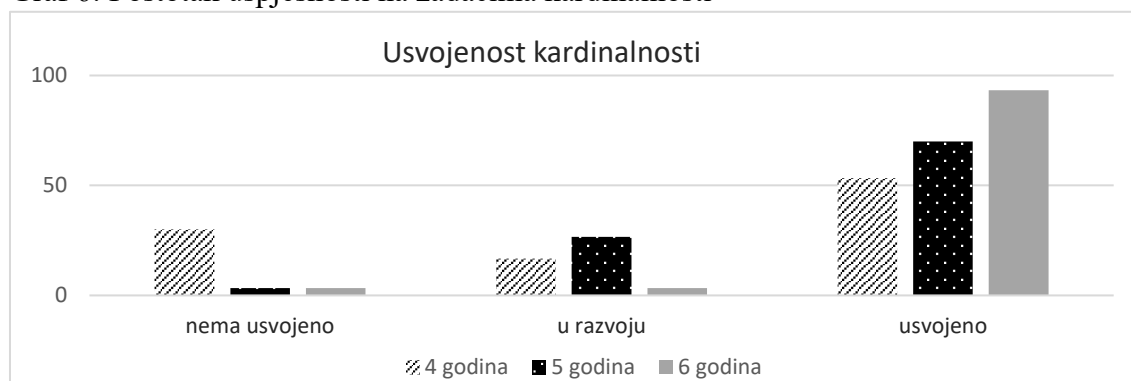 Usvojenost kardinalnosti
100
50
0
nema usvojeno
u razvoju
usvojeno
4 godina
5 godina
6 godina